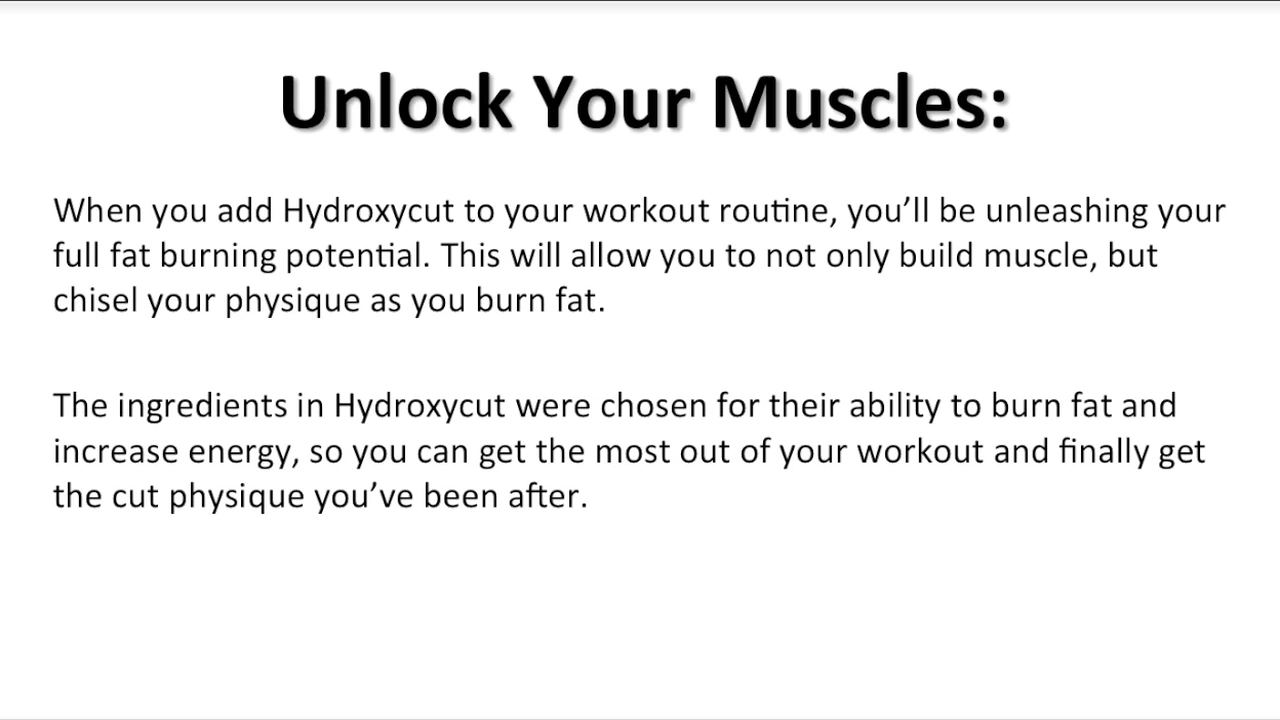 Unlock Your Muscles:
When you add Hydroxycut to your workout routine, you’ll be unleashing your
full fat burning potential. This will allow you to not only build muscle, but
chisel your physique as you burn fat.
The ingredients in Hydroxycut were chosen for their ability to burn fat and
increase energy, so you can get the most out of your workout and finally get
the cut physique you’ve been after.